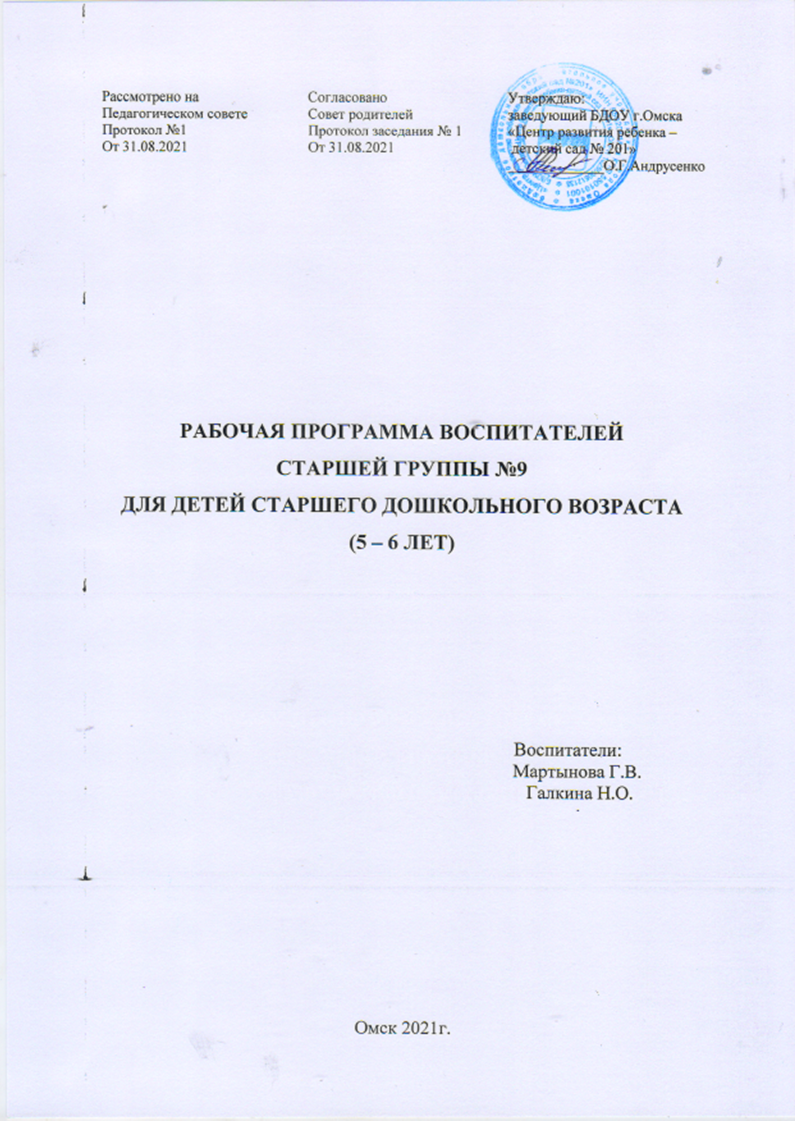 Рассмотрено на
Педагогическом совете
Протокол №1
От 31.08.2021
Согласовано
Совет родителей
Протокол заседания № 1
От 31.08.2021
Утверждаю:
заведующий БДОУ г.Омска
«Центр развития ребенка –
детский сад № 201»
О.Г.Андрусенко
РАБОЧАЯ ПРОГРАММА ВОСПИТАТЕЛЕЙ
СТАРШЕЙ ГРУППЫ №9
ДЛЯ ДЕТЕЙ СТАРШЕГО ДОШКОЛЬНОГО ВОЗРАСТА
(5 – 6 ЛЕТ)
Воспитатели:
Мартынова Г.В.
Галкина Н.О.
Омск 2021г.